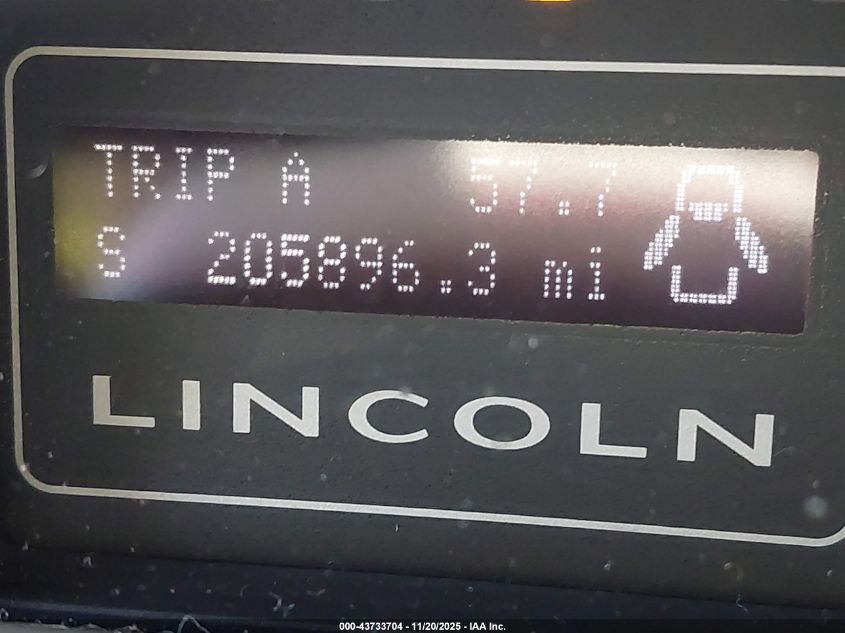 TRIP A 57.7
S 205896.3 mi
LINCOLN
000-43733704 - 11/20/2025 - IAA Inc.